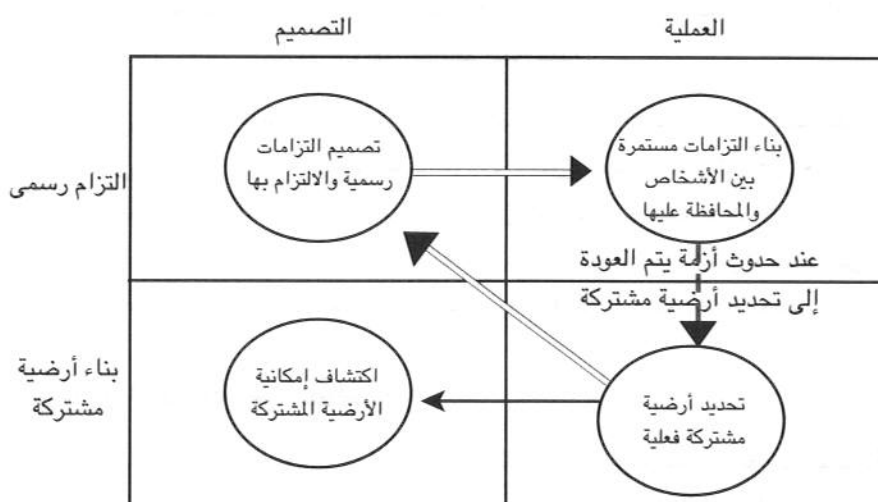 العملية
التصميم
بناء التزامات مستمرة
بين الأشخاص
والمحافظة عليها
تصميم التزامات
رسمية والالتزام بها
التزام رسمى
عند حدوث أزمة يتم العودة
إلى تحديد أرضية مشتركة
تحديد أرضية
مشتركة فعلية
اكتشاف إمكانية
الأرضية المشتركة
بناء أرضية
مشتركة